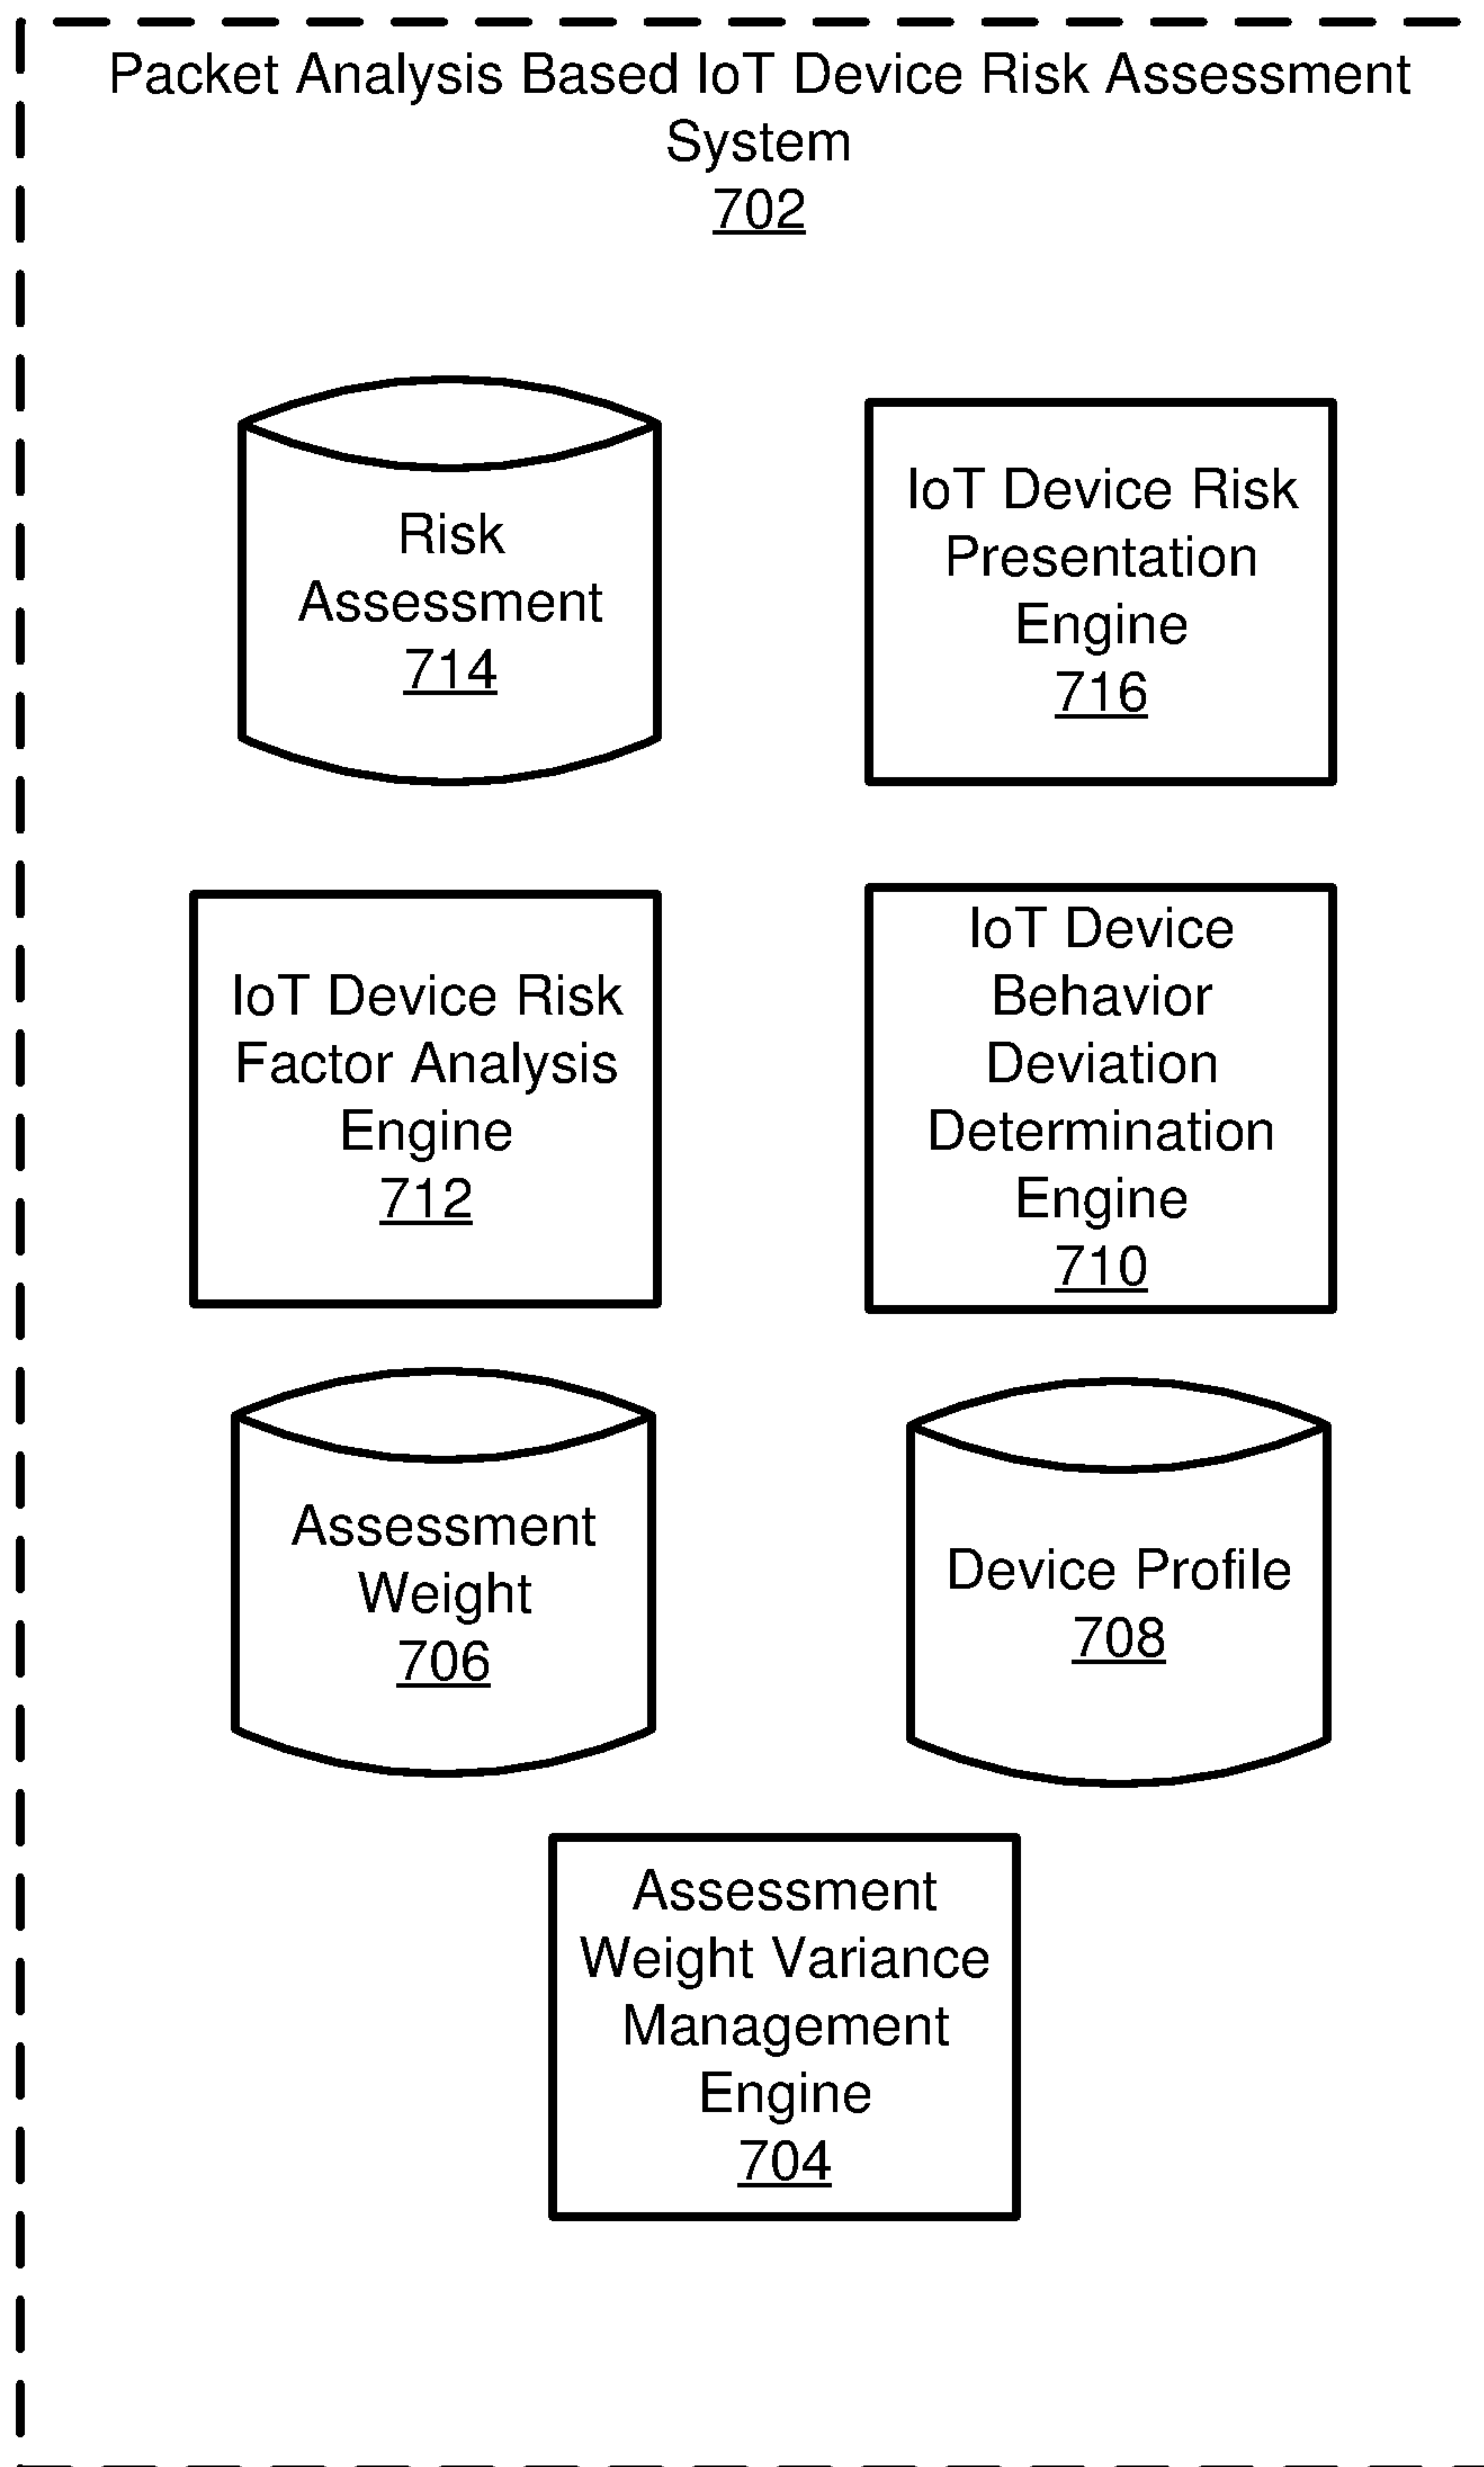 Packet Analysis Based IoT Device Risk Assessment
System
702
Risk
Assessment
714
IoT Device Risk
Presentation
Engine
716
IoT Device Risk
Factor Analysis
Engine
712
IoT Device
Behavior
Deviation
Determination
Engine
710
Assessment
Weight
706
Device Profile
708
Assessment
Weight Variance
Management
Engine
704